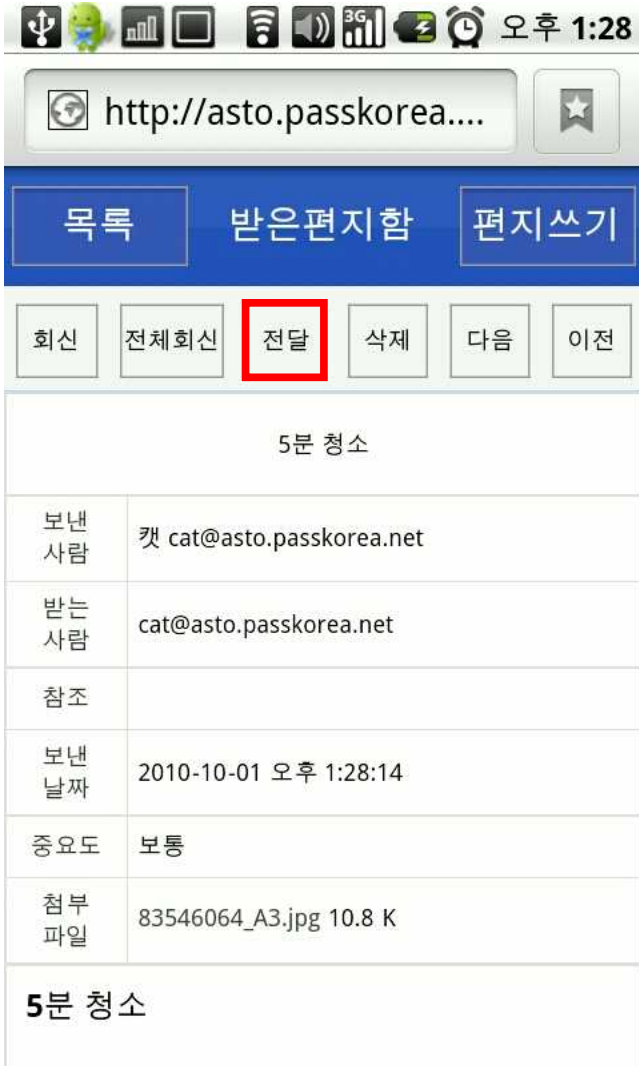 3G 오후 1:28
http://asto.passkorea....
목록 받은편지함 편지쓰기
회신 전체회신 전달 삭제 다음 이전
5분 청소
보낸
사람 캣 cat@asto.passkorea.net
받는
사람 cat@asto.passkorea.net
참조
보낸
날짜 2010-10-01 오후 1:28:14
중요도 보통
첨부
파일 83546064_A3.jpg 10.8 K
5분 청소